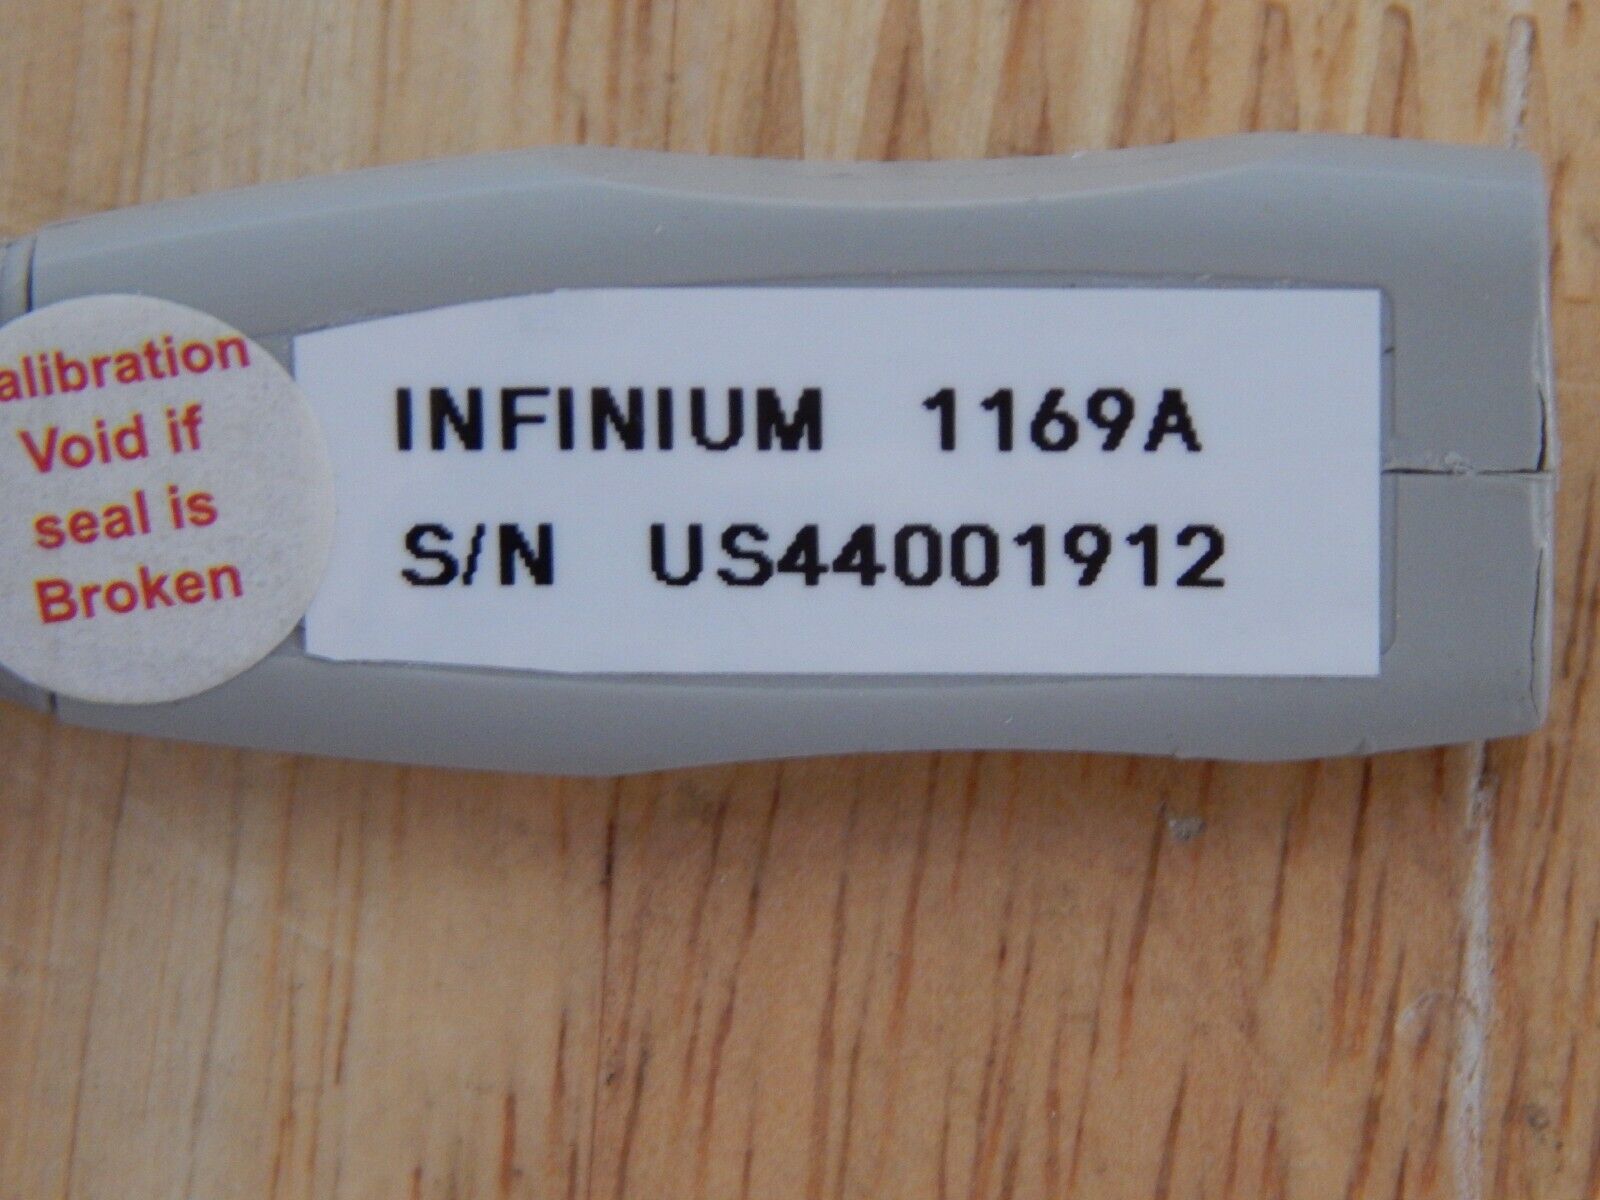 alibration
Void if
seal is
Broken
INFINIUM 1169A
S/N US44001912